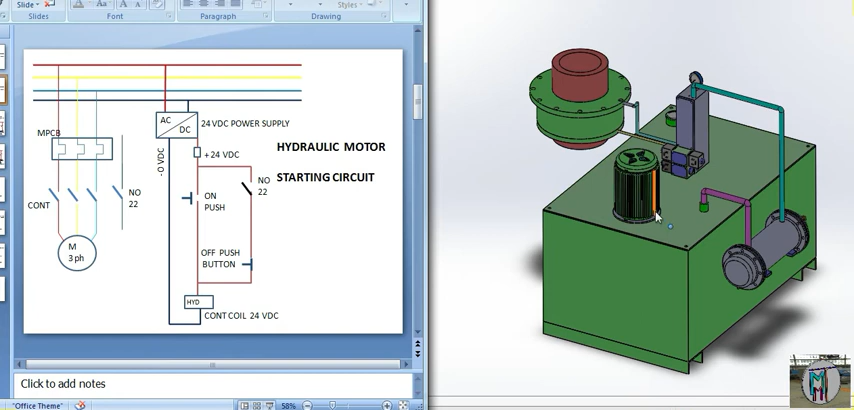 Slide
Styles
Slides
Font
Paragraph
Drawing
MPCB
AC
DC
24 VDC POWER SUPPLY
- 0 VDC
+ 24 VDC
HYDRAULIC MOTOR
STARTING CIRCUIT
NO
22
ON
PUSH
NO
22
CONT
M
3 ph
OFF PUSH
BUTTON
HYD
CONT COIL 24 VDC
Click to add notes
"Office Theme"
58%